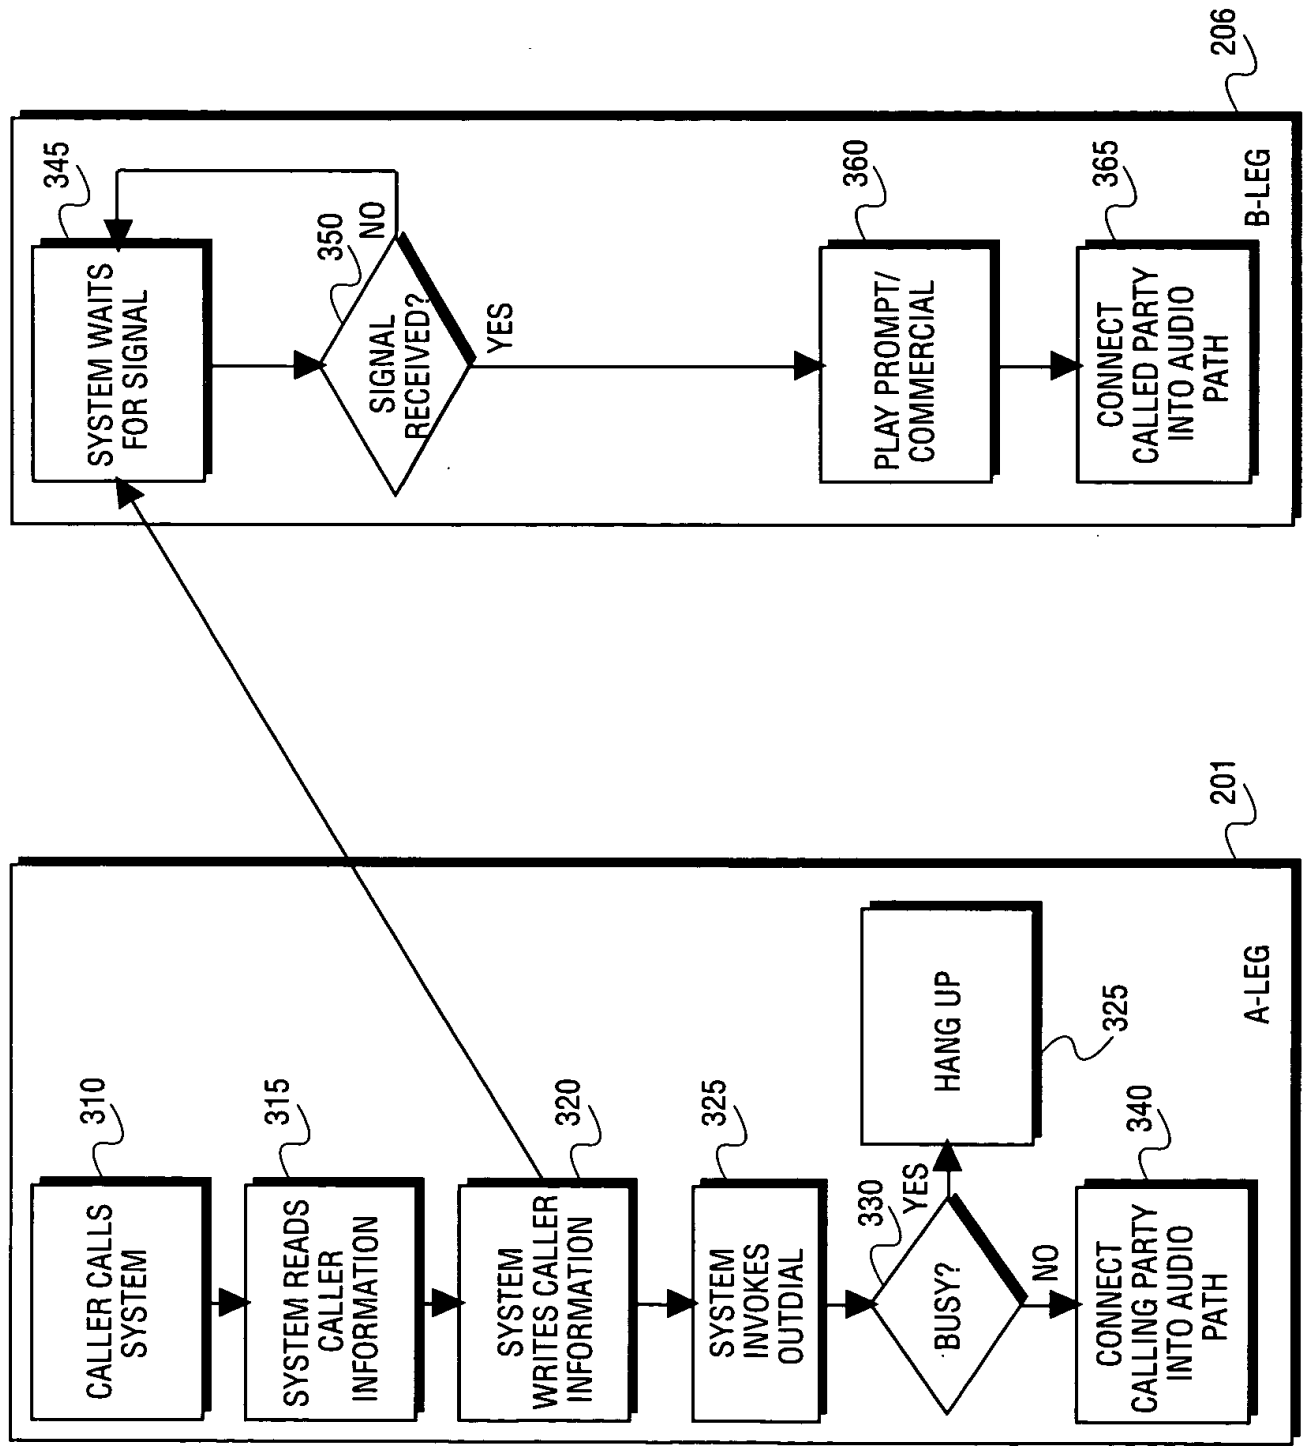 310
CALLER CALLS
SYSTEM
315
SYSTEM READS
CALLER
INFORMATION
320
SYSTEM
WRITES CALLER
INFORMATION
325
SYSTEM
INVOKES
OUTDIAL
330
BUSY?
YES
HANG UP
325
NO
340
CONNECT
CALLING PARTY
INTO AUDIO
PATH
A-LEG
201
345
SYSTEM WAITS
FOR SIGNAL
350
NO
SIGNAL
RECEIVED?
YES
360
PLAY PROMPT/
COMMERCIAL
365
CONNECT
CALLED PARTY
INTO AUDIO
PATH
B-LEG
206